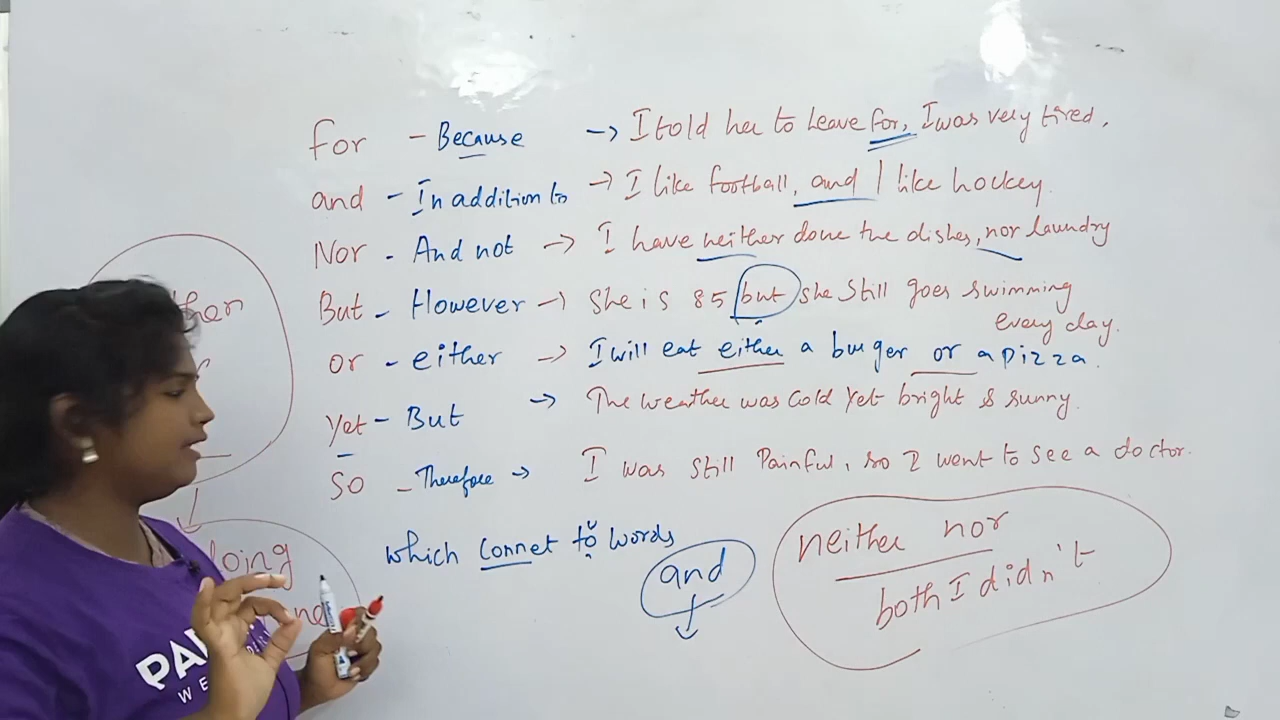 for - Because -> I told her to leave for, I was very tired.
and - In addition to -> I like football, and I like hockey.
Nor - And not -> I have neither done the dishes, nor laundry
But - However -> She is 85 but she still goes swimming
every day.
or - either -> I will eat either a burger or a pizza.
Yet - But -> The weather was cold yet bright & sunny.
So - Therefore -> I was still Painful, so I went to see a doctor.
which connet to words
and
neither nor
both I didn't